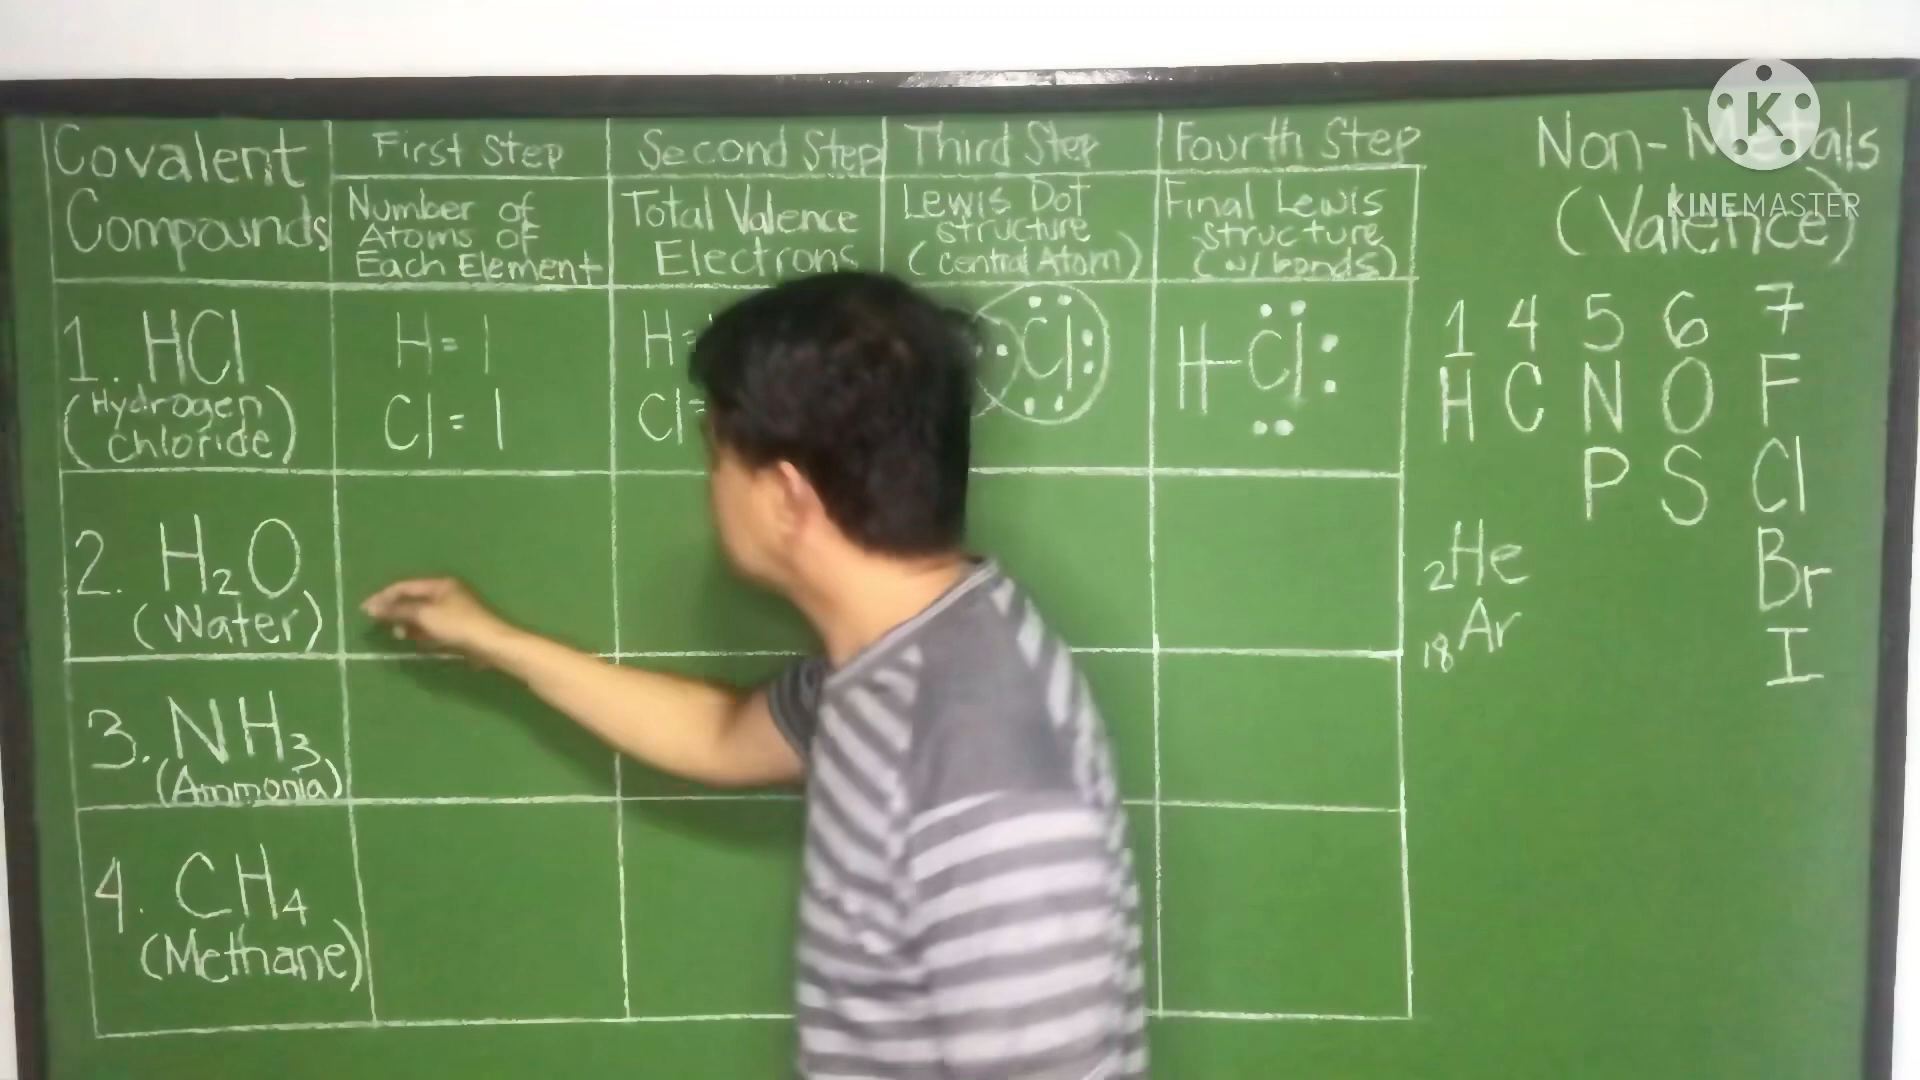 Covalent
Compounds
First Step
Second Step
Third Step
Fourth Step
Number of
Atoms of
Each Element
Total Valence
Electrons
Lewis Dot
structure
(Central Atom)
Final Lewis
structure
(w/ bonds)
1. HCl
(Hydrogen
chloride)
H = 1
Cl = 1
H =
Cl =
Cl
H-Cl
2. H₂O
(Water)
3. NH₃
(Ammonia)
4. CH₄
(Methane)
Non-Metals
(Valence)
1 4 5 6 7
H C N O F
P S Cl
₂He
Br
₁₈Ar
I
K
KINEMASTER